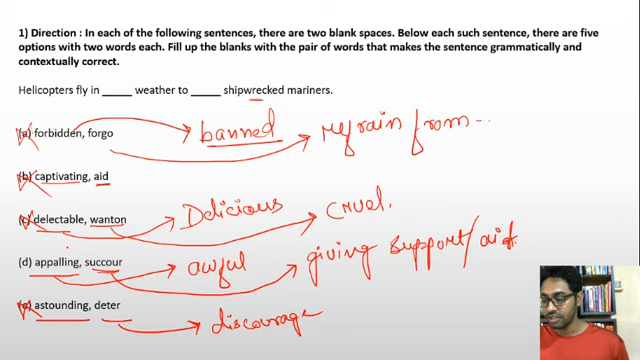 1) Direction : In each of the following sentences, there are two blank spaces. Below each such sentence, there are five
options with two words each. Fill up the blanks with the pair of words that makes the sentence grammatically and
contextually correct.
Helicopters fly in _____ weather to _____ shipwrecked mariners.
(a) forbidden, forgo banned refrain from --
(b) captivating, aid
(c) delectable, wanton Delicious cruel.
(d) appalling, succour awful giving support/aid
(e) astounding, deter discourage